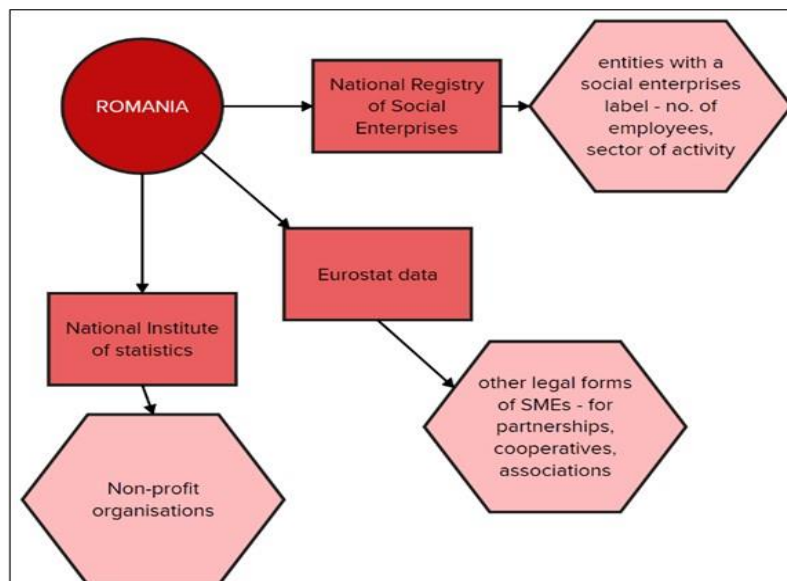 ROMANIA
National Registry
of Social
Enterprises
entities with a
social enterprises
label - no. of
employees,
sector of activity
Eurostat data
National Institute
of statistics
other legal forms
of SMEs - for
partnerships,
cooperatives,
associations
Non-profit
organisations